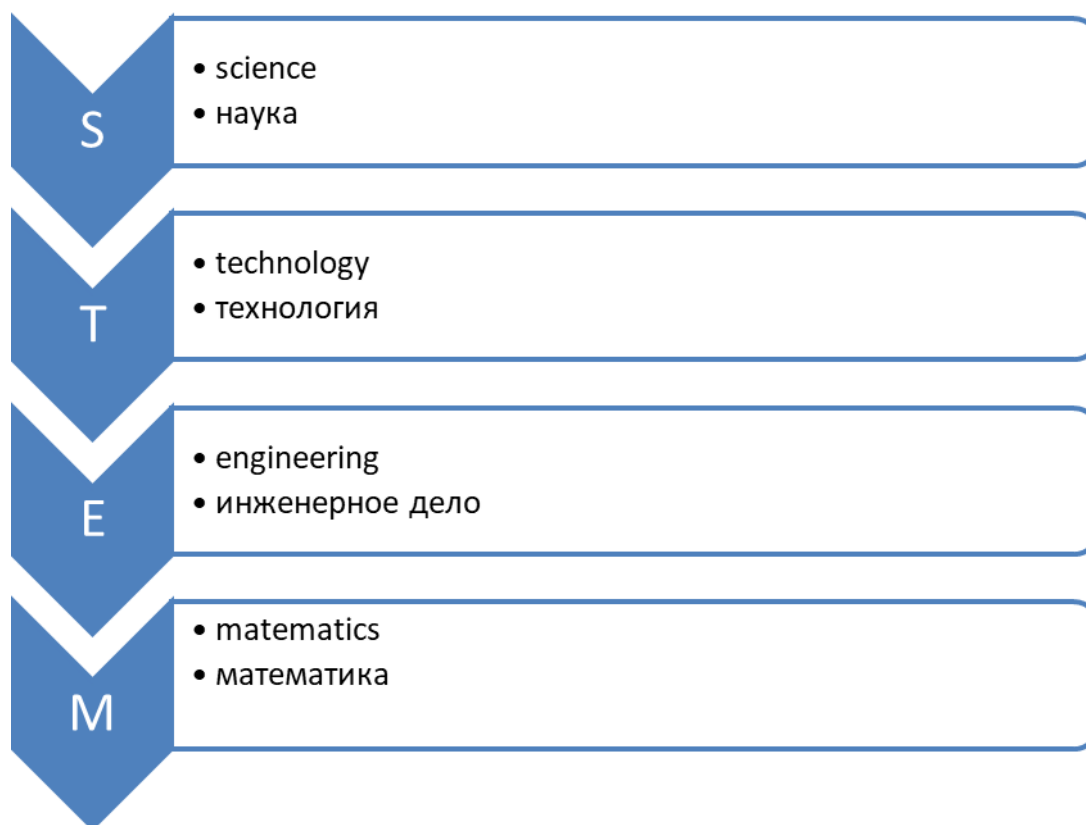 S
• science
• наука
T
• technology
• технология
E
• engineering
• инженерное дело
M
• matematics
• математика